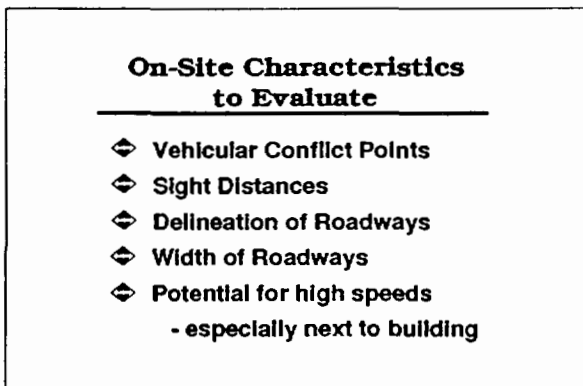 On-Site Characteristics
to Evaluate
Vehicular Conflict Points
Sight Distances
Delineation of Roadways
Width of Roadways
Potential for high speeds
- especially next to building